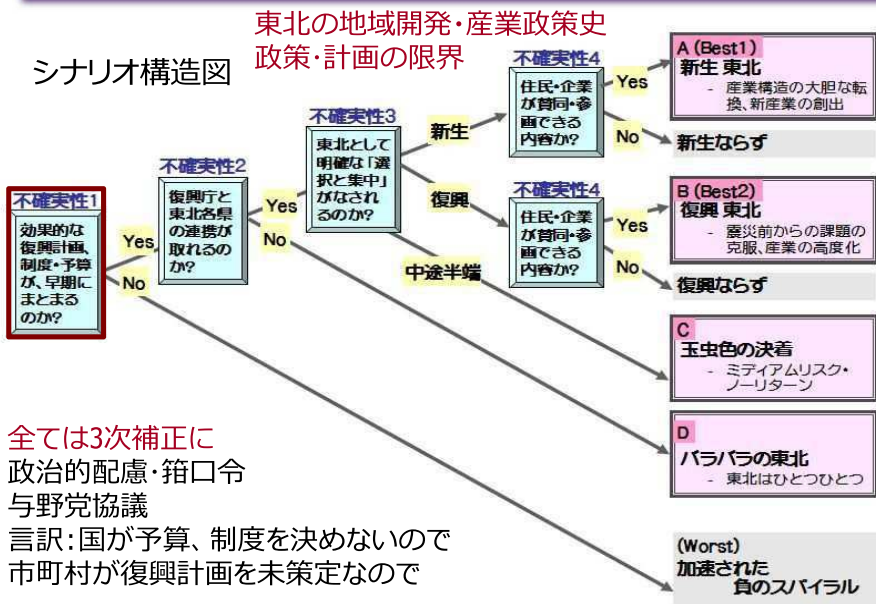 東北の地域開発・産業政策史
政策・計画の限界
シナリオ構造図
不確実性1
効果的な
復興計画、
制度・予算
が、早期に
まとまる
のか?
Yes
No
不確実性2
復興庁と
東北各県
の連携が
取れるの
か?
Yes
No
不確実性3
東北として
明確な「選
択と集中」
がなされ
るのか?
新生
復興
中途半端
不確実性4
住民・企業
が賛同・参
画できる
内容か?
Yes
No
不確実性4
住民・企業
が賛同・参
画できる
内容か?
Yes
No
A (Best1)
新生 東北
- 産業構造の大胆な転
換、新産業の創出
新生ならず
B (Best2)
復興 東北
- 震災前からの課題の
克服、産業の高度化
復興ならず
C
玉虫色の決着
- ミディアムリスク・
ノーリターン
D
バラバラの東北
- 東北はひとつひとつ
(Worst)
加速された
負のスパイラル
全ては3次補正に
政治的配慮・箝口令
与野党協議
言訳:国が予算、制度を決めないので
市町村が復興計画を未策定なので